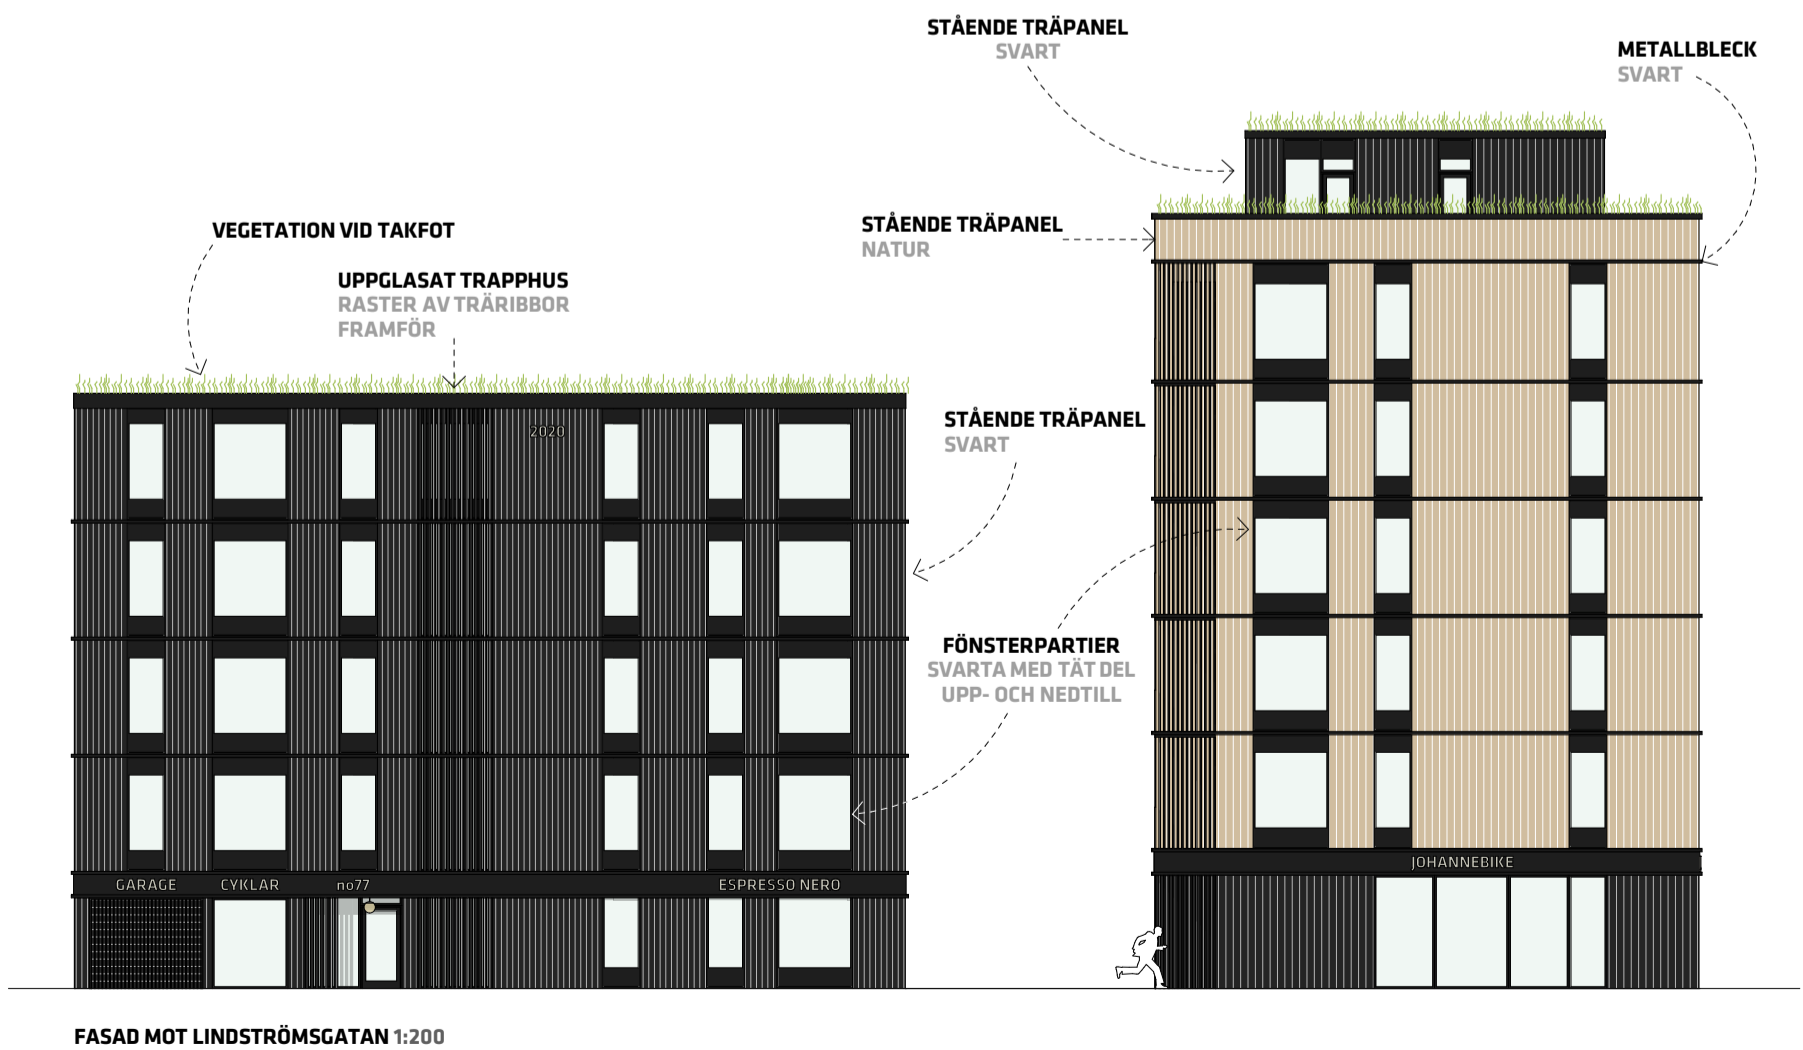 STÅENDE TRÄPANEL
SVART
METALLBLECK
SVART
STÅENDE TRÄPANEL
NATUR
VEGETATION VID TAKFOT
UPPGLASAT TRAPPHUS
RASTER AV TRÄRIBBOR
FRAMFÖR
STÅENDE TRÄPANEL
SVART
2020
FÖNSTERPARTIER
SVARTA MED TÄT DEL
UPP- OCH NEDTILL
JOHANNEBIKE
GARAGE CYKLAR no77 ESPRESSO NERO
FASAD MOT LINDSTRÖMSGATAN 1:200